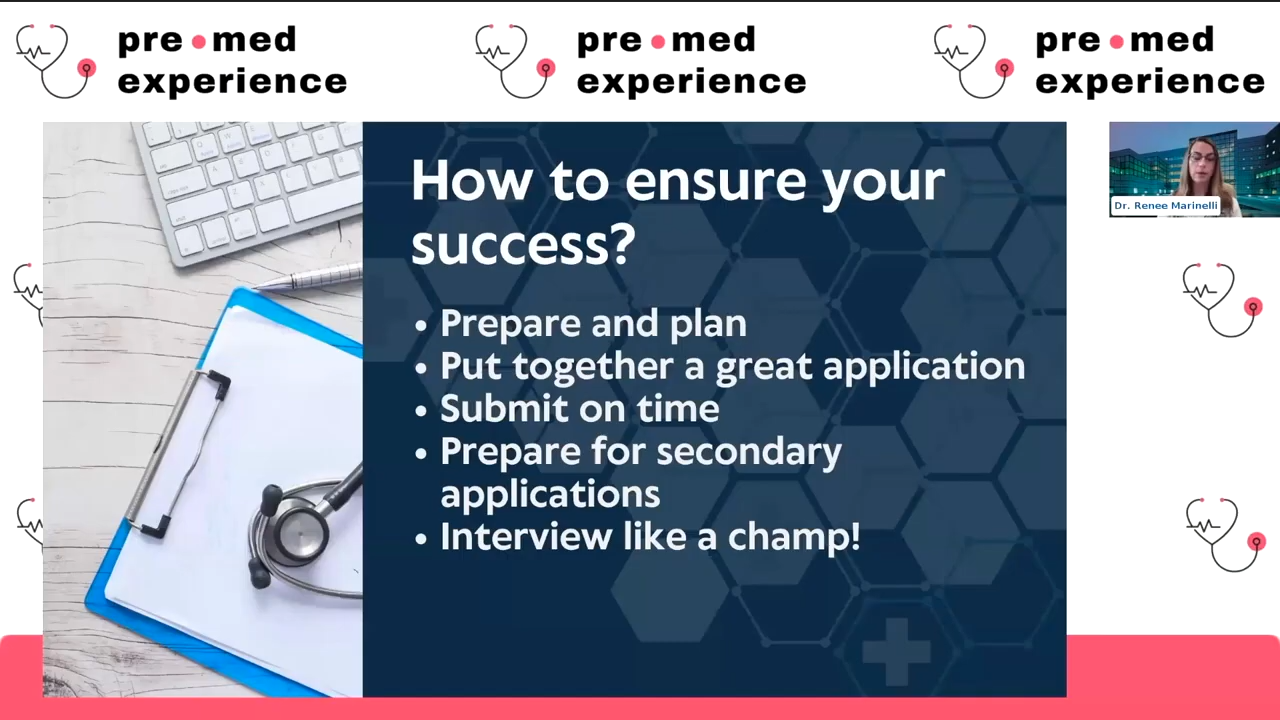 pre med
experience
pre med
experience
pre med
experience
Dr. Renee Marinelli
How to ensure your
success?
• Prepare and plan
• Put together a great application
• Submit on time
• Prepare for secondary
applications
• Interview like a champ!